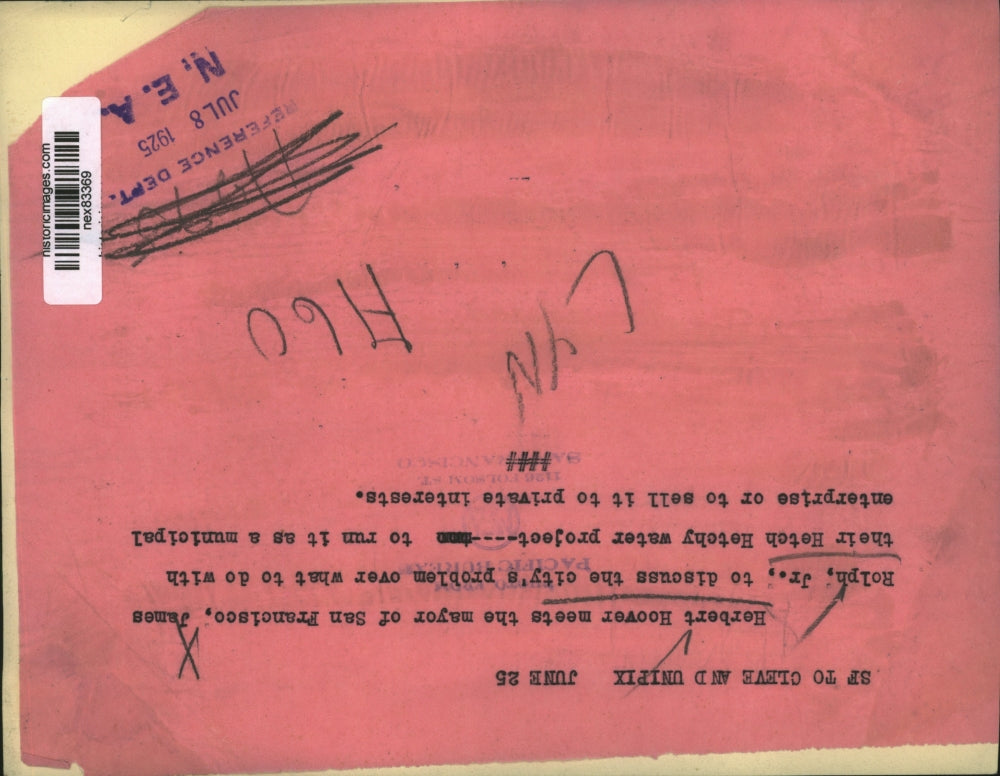 SF TO CLEVE AND UNIFIX JUNE 25
Herbert Hoover meets the mayor of San Francisco, James
Rolph, Jr., to discuss the city's problem over what to do with
their Hetch Hetchy water project---- to run it as a municipal
enterprise or to sell it to private interests.
####
PACIFIC BUREAU
1196 FOLSOM ST.
SAN FRANCISCO
N. E. A.
JUL 8 1925
REFERENCE DEPT.
historicimages.com
nex83369